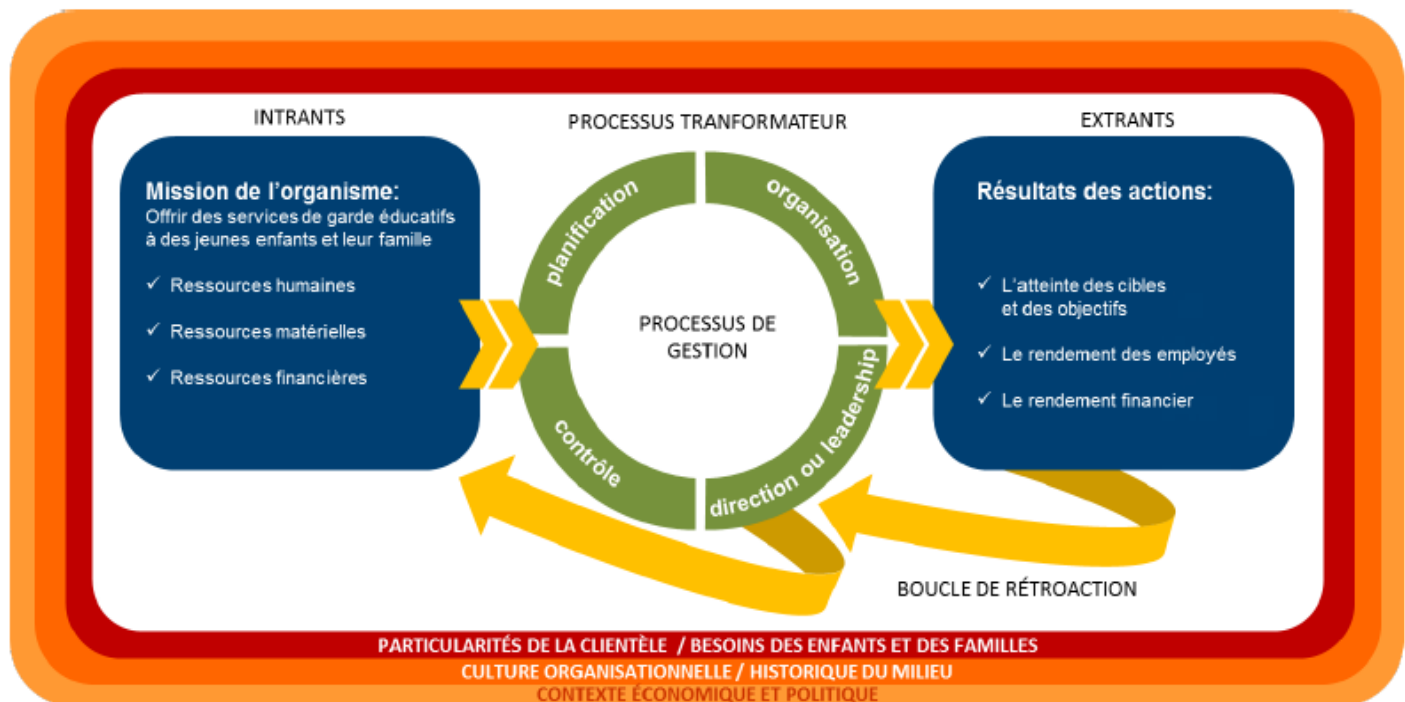 INTRANTS
PROCESSUS TRANFORMATEUR
EXTRANTS
Mission de l'organisme:
Offrir des services de garde éducatifs
à des jeunes enfants et leur famille
✓ Ressources humaines
✓ Ressources matérielles
✓ Ressources financières
planification
organisation
PROCESSUS DE
GESTION
contrôle
direction ou leadership
Résultats des actions:
✓ L'atteinte des cibles
et des objectifs
✓ Le rendement des employés
✓ Le rendement financier
BOUCLE DE RÉTROACTION
PARTICULARITÉS DE LA CLIENTÈLE / BESOINS DES ENFANTS ET DES FAMILLES
CULTURE ORGANISATIONNELLE / HISTORIQUE DU MILIEU
CONTEXTE ÉCONOMIQUE ET POLITIQUE